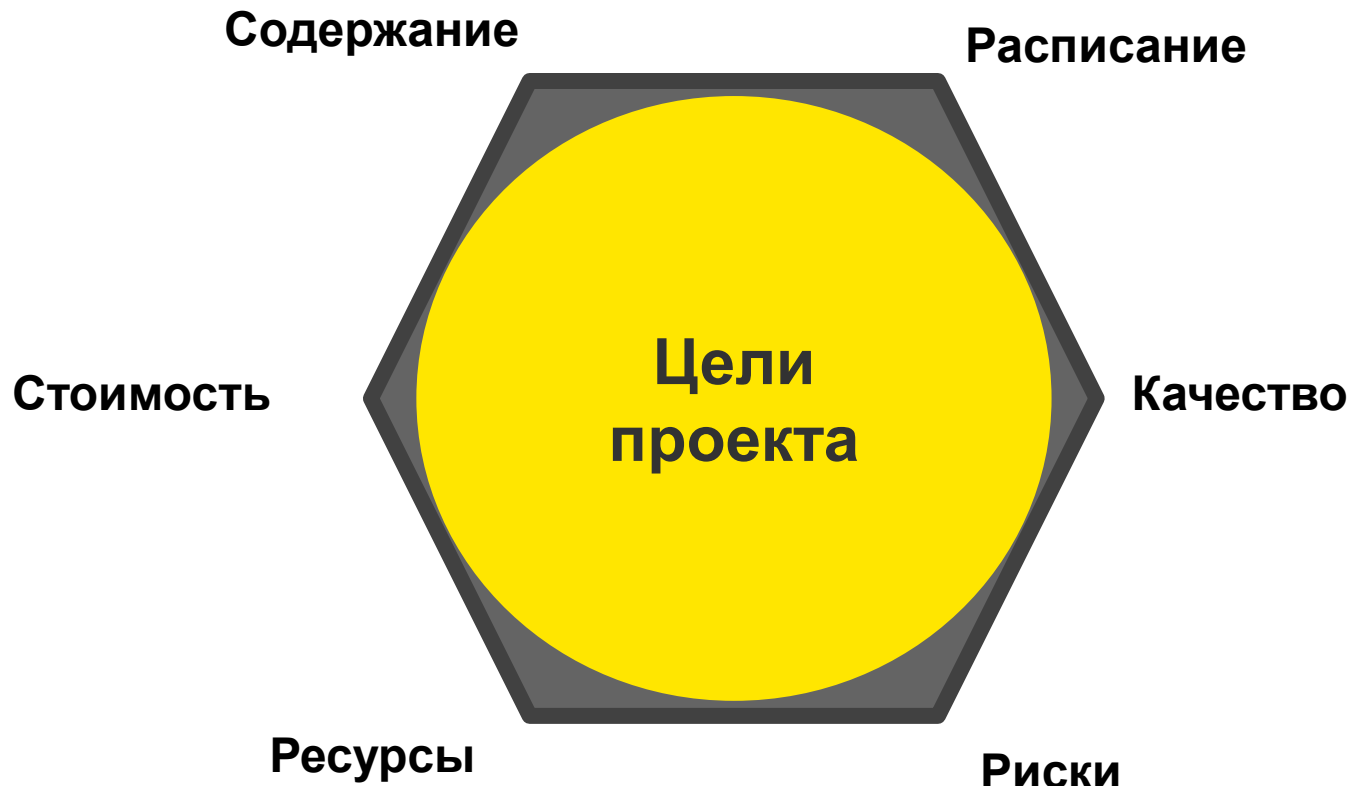 Содержание
Расписание
Стоимость
Цели
проекта
Качество
Ресурсы
Риски